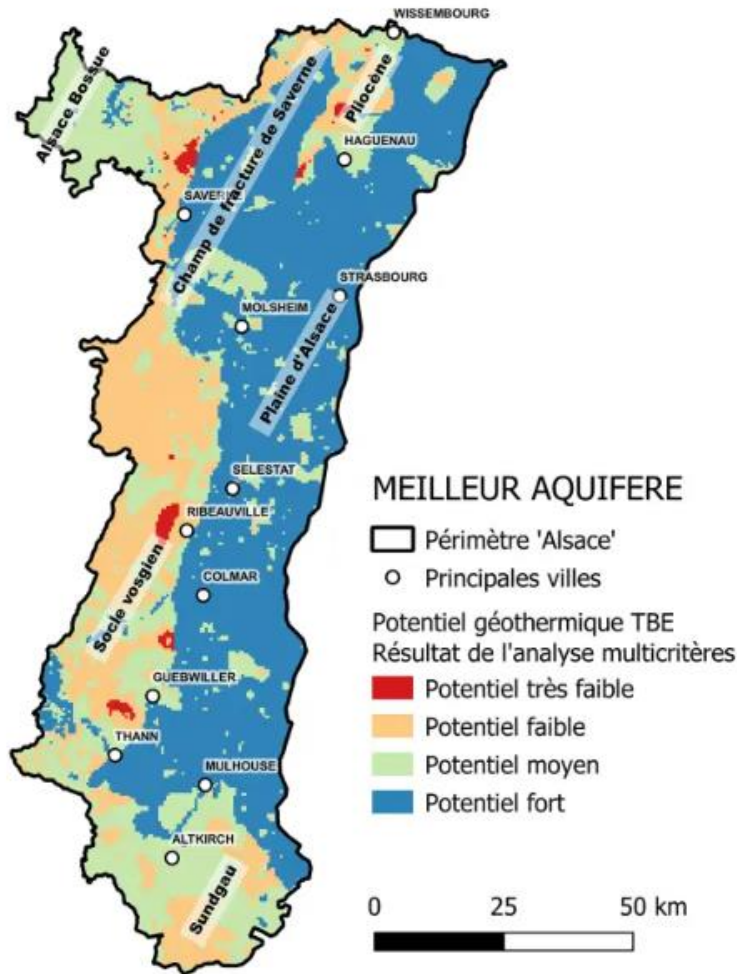 WISSEMBOURG
Alsace Bossue
Pliocène
Champ de fracture de Saverne
HAGUENAU
SAVERNE
STRASBOURG
MOLSHEIM
Plaine d'Alsace
SELESTAT
RIBEAUVILLE
Socle vosgien
COLMAR
GUEBWILLER
THANN
MULHOUSE
ALTKIRCH
Sundgau
MEILLEUR AQUIFERE
Périmètre 'Alsace'
Principales villes
Potentiel géothermique TBE
Résultat de l'analyse multicritères
Potentiel très faible
Potentiel faible
Potentiel moyen
Potentiel fort
0 25 50 km